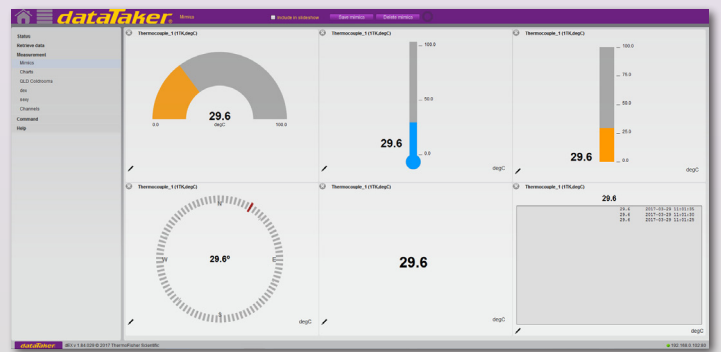 dataTaker
Mimics
Include in slideshow
Save mimics
Delete mimics
Status
Retrieve data
Measurement
Mimics
Charts
Channels
Command
Help
Thermocouple_1 (1TK,degC)
29.6
degC
0.0
100.0
Thermocouple_1 (1TK,degC)
100.0
50.0
0.0
29.6
degC
Thermocouple_1 (1TK,degC)
100.0
75.0
50.0
25.0
0.0
29.6
degC
Thermocouple_1 (1TK,degC)
N
W
E
S
29.6°
degC
Thermocouple_1 (1TK,degC)
29.6
degC
Thermocouple_1 (1TK,degC)
29.6
29.6 2017-03-29 11:01:35
29.6 2017-03-29 11:01:30
29.6 2017-03-29 11:01:25
degC
dataTaker
© 2017 ThermoFisher Scientific